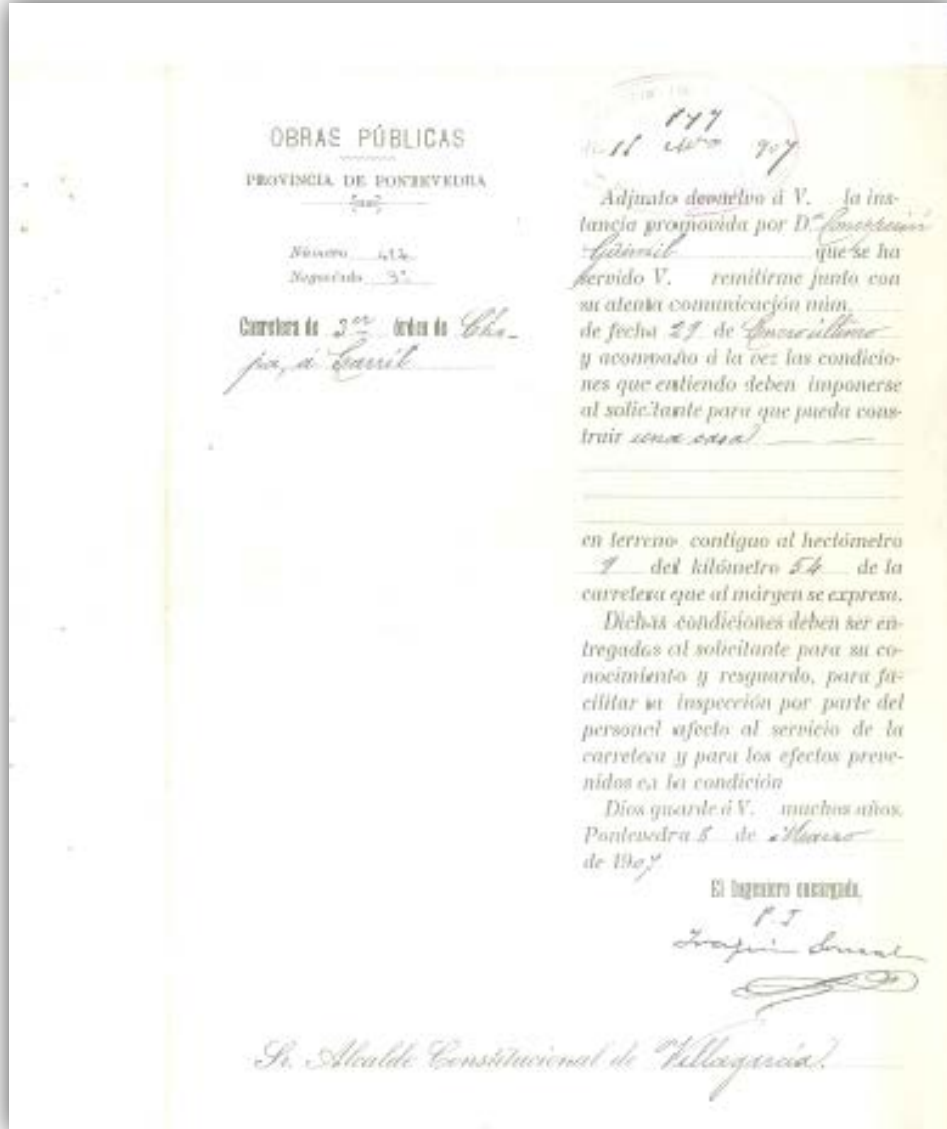 OBRAS PÚBLICAS
PROVINCIA DE PONTEVEDRA
Número
Negociado 3º
Carretera de 3er órden de Cha-
pa, á Carril
15 907
Adjunto devuelvo á V. la ins-
tancia promovida por Dª Concepción
que se ha
servido V. remitirme junto con
su atenta comunicación núm.
de fecha 29 de Enero último
y acompaño á la vez las condicio-
nes que entiendo deben imponerse
al solicitante para que pueda cons-
truir una casa
en terreno contiguo al hectómetro
9 del kilómetro 54 de la
carretera que al márgen se expresa.
Dichas condiciones deben ser en-
tregadas al solicitante para su co-
nocimiento y resguardo, para fa-
cilitar su inspección por parte del
personal afecto al servicio de la
carretera y para los efectos preve-
nidos en la condición
Dios guarde á V. muchos años.
Pontevedra 8 de Marzo
de 1907
El Ingeniero encargado,
P. I
Joaquin
Sr. Alcalde Constitucional de Villagarcía.